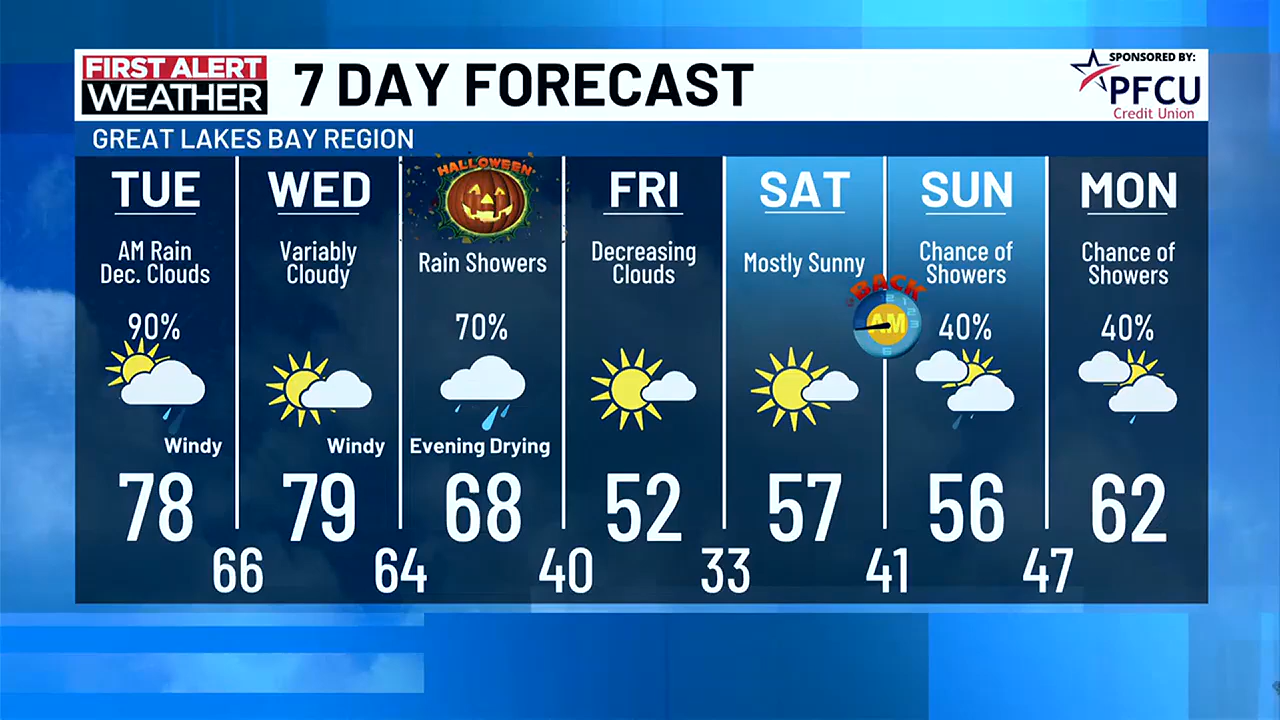 FIRST ALERT
WEATHER
7 DAY FORECAST
SPONSORED BY:
PFCU
Credit Union
GREAT LAKES BAY REGION
TUE
AM Rain
Dec. Clouds
90%
Windy
78
66
WED
Variably
Cloudy
Windy
79
64
HALLOWEEN
Rain Showers
70%
Evening Drying
68
40
FRI
Decreasing
Clouds
52
33
SAT
Mostly Sunny
57
41
BACK
AM
SUN
Chance of
Showers
40%
56
47
MON
Chance of
Showers
40%
62